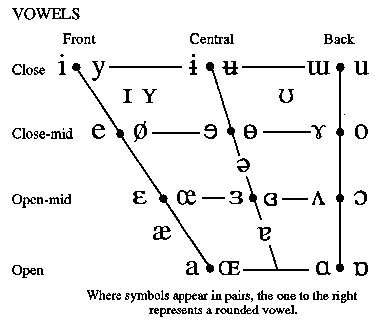 VOWELS
Front Central Back
Close i y ɨ ʉ ɯ u
ɪ ʏ ʊ
Close-mid e ø ɘ ɵ ɤ o
ə
Open-mid ɛ œ ɜ ɞ ʌ ɔ
æ ɐ
Open a ɶ ɑ ɒ
Where symbols appear in pairs, the one to the right
represents a rounded vowel.